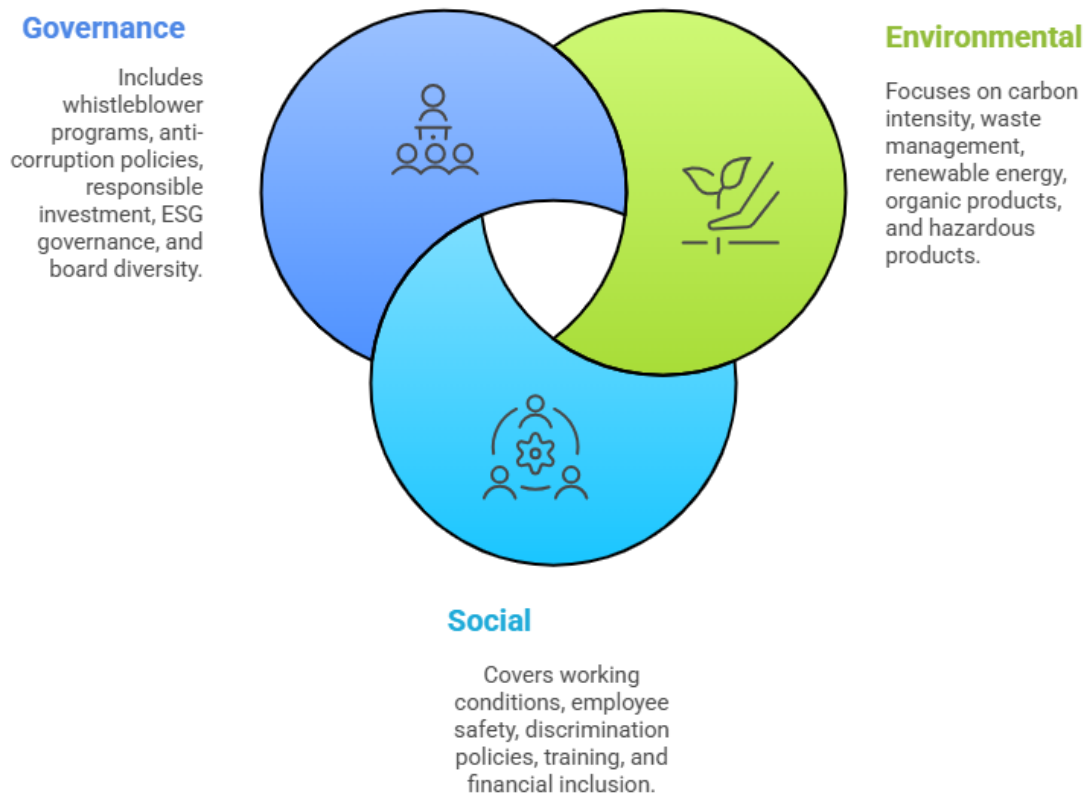 Governance
Includes
whistleblower
programs, anti-
corruption policies,
responsible
investment, ESG
governance, and
board diversity.
Environmental
Focuses on carbon
intensity, waste
management,
renewable energy,
organic products,
and hazardous
products.
Social
Covers working
conditions, employee
safety, discrimination
policies, training, and
financial inclusion.